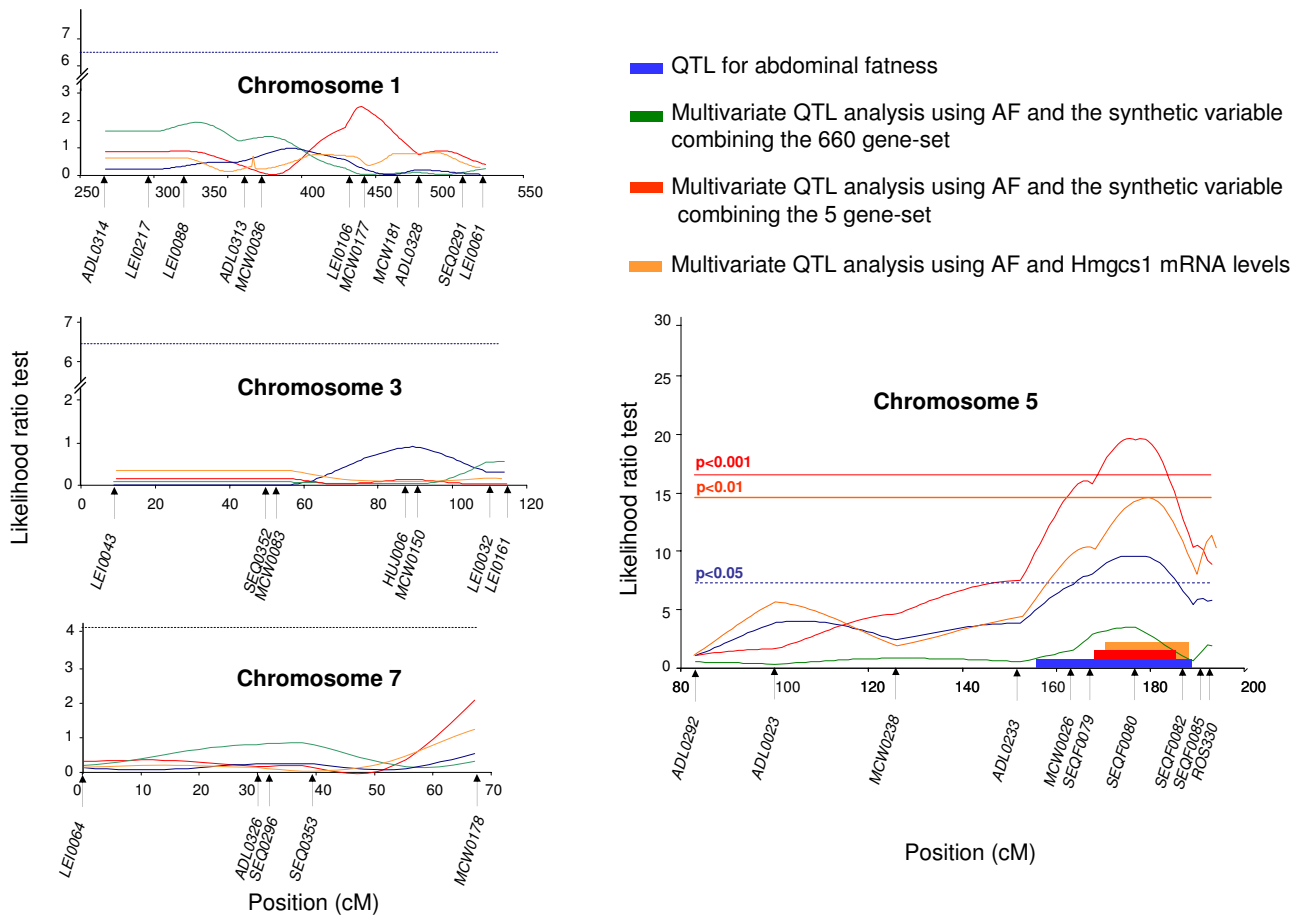 7
6
3
2
1
0
Chromosome 1
250
300
350
400
450
500
550
ADL0314
LEI0217
LEI0088
ADL0313
MCW0036
LEI0106
MCW0177
MCW181
ADL0328
SEQ0291
LEI0061
QTL for abdominal fatness
Multivariate QTL analysis using AF and the synthetic variable
combining the 660 gene-set
Multivariate QTL analysis using AF and the synthetic variable
combining the 5 gene-set
Multivariate QTL analysis using AF and Hmgcs1 mRNA levels
Likelihood ratio test
7
6
2
1
0
Chromosome 3
0
20
40
60
80
100
120
LEI0043
SEQ0352
MCW0083
HUJ006
MCW0150
LEI0032
LEI0161
4
3
2
1
0
Chromosome 7
0
10
20
30
40
50
60
70
LEI0064
ADL0326
SEQ0296
SEQ0353
MCW0178
Position (cM)
Likelihood ratio test
30
25
20
15
10
5
0
Chromosome 5
p<0.001
p<0.01
p<0.05
80
100
120
140
160
180
200
ADL0292
ADL0023
MCW0238
ADL0233
MCW0026
SEQF0079
SEQF0080
SEQF0082
SEQF0085
ROS330
Position (cM)